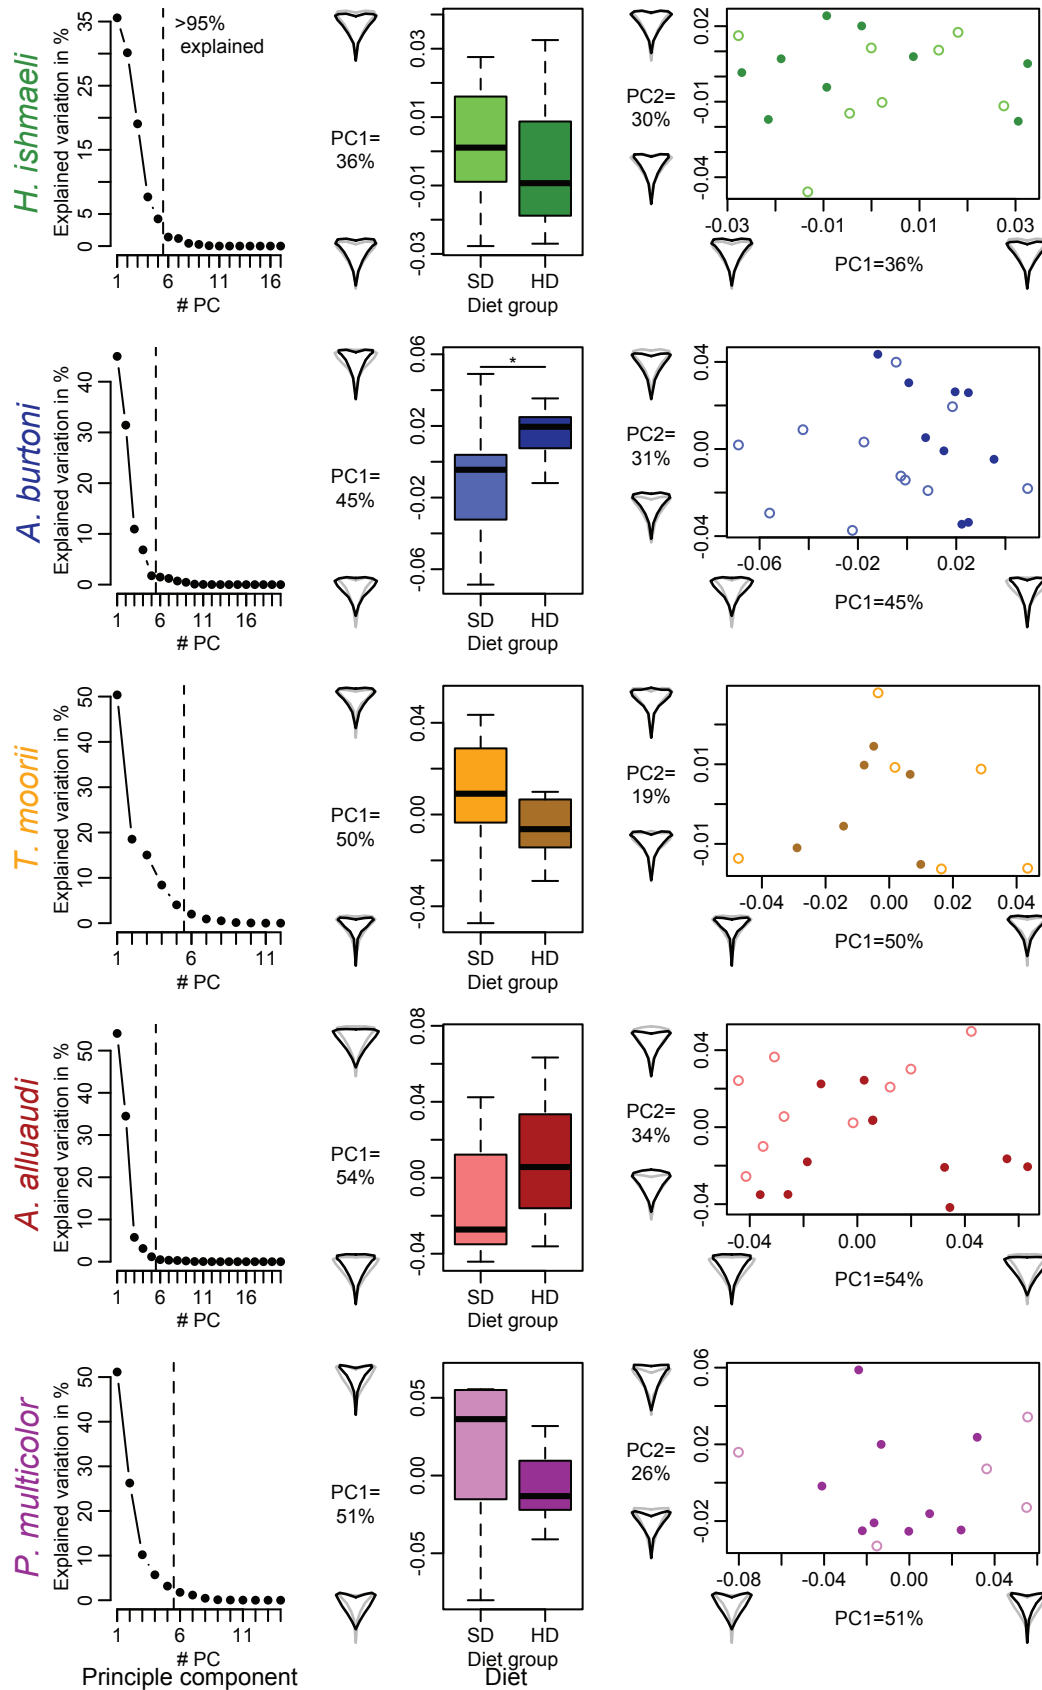 H. ishmaeli
Explained variation in %
35
25
15
5
0
>95%
explained
1
6
11
16
# PC
PC1=
36%
0.03
0.01
-0.01
-0.03
SD
HD
Diet group
PC2=
30%
0.02
-0.01
-0.04
-0.03
-0.01
0.01
0.03
PC1=36%
A. burtoni
Explained variation in %
40
30
20
10
0
1
6
11
16
# PC
PC1=
45%
0.06
0.02
-0.02
-0.06
*
SD
HD
Diet group
PC2=
31%
0.04
0.00
-0.04
-0.06
-0.02
0.02
PC1=45%
T. moorii
Explained variation in %
50
40
30
20
10
0
1
6
11
# PC
PC1=
50%
0.04
0.00
-0.04
SD
HD
Diet group
PC2=
19%
0.01
-0.01
-0.04
-0.02
0.00
0.02
0.04
PC1=50%
A. alluaudi
Explained variation in %
50
40
30
20
10
0
1
6
11
16
# PC
PC1=
54%
0.08
0.04
0.00
-0.04
SD
HD
Diet group
PC2=
34%
0.04
0.00
-0.04
-0.04
0.00
0.04
PC1=54%
P. multicolor
Explained variation in %
50
40
30
20
10
0
1
6
11
# PC
PC1=
51%
0.05
0.00
-0.05
SD
HD
Diet group
PC2=
26%
0.06
0.02
-0.02
-0.08
-0.04
0.00
0.04
PC1=51%
Principle component
Diet